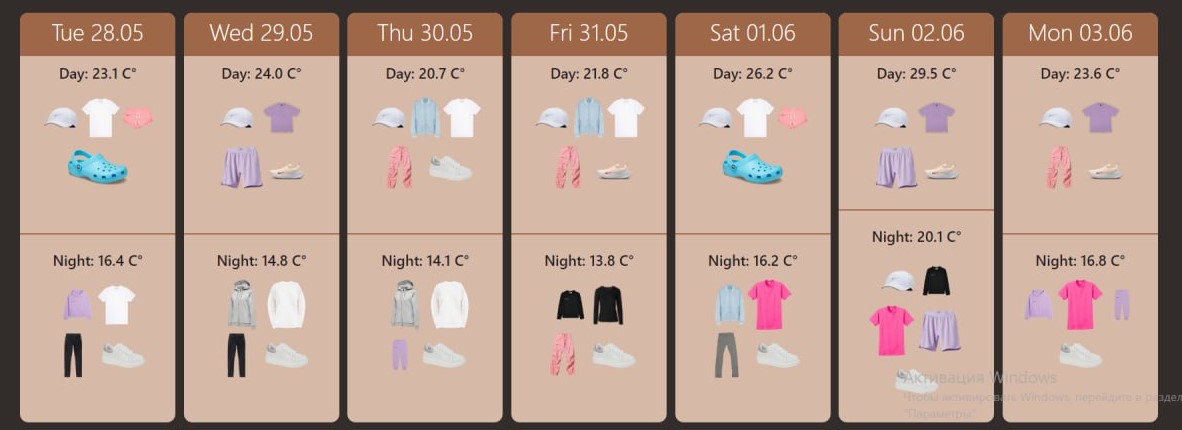 Tue 28.05
Day: 23.1 C°
Night: 16.4 C°
Wed 29.05
Day: 24.0 C°
Night: 14.8 C°
Thu 30.05
Day: 20.7 C°
Night: 14.1 C°
Fri 31.05
Day: 21.8 C°
Night: 13.8 C°
Sat 01.06
Day: 26.2 C°
Night: 16.2 C°
Sun 02.06
Day: 29.5 C°
Night: 20.1 C°
Mon 03.06
Day: 23.6 C°
Night: 16.8 C°
Активация Windows
Чтобы активировать Windows, перейдите в раздел
"Параметры".